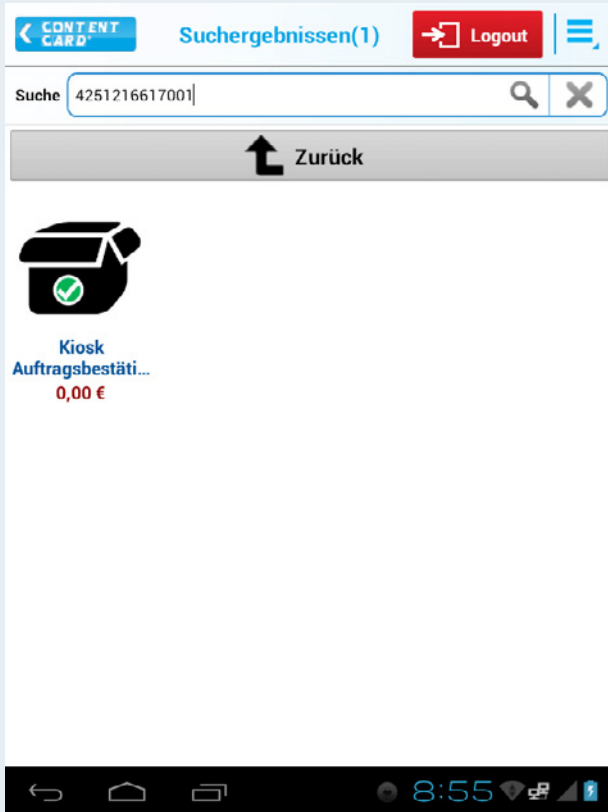 CONTENT CARD
Suchergebnissen(1)
Logout
Suche
4251216617001
Zurück
Kiosk
Auftragsbestäti...
0,00 €
8:55